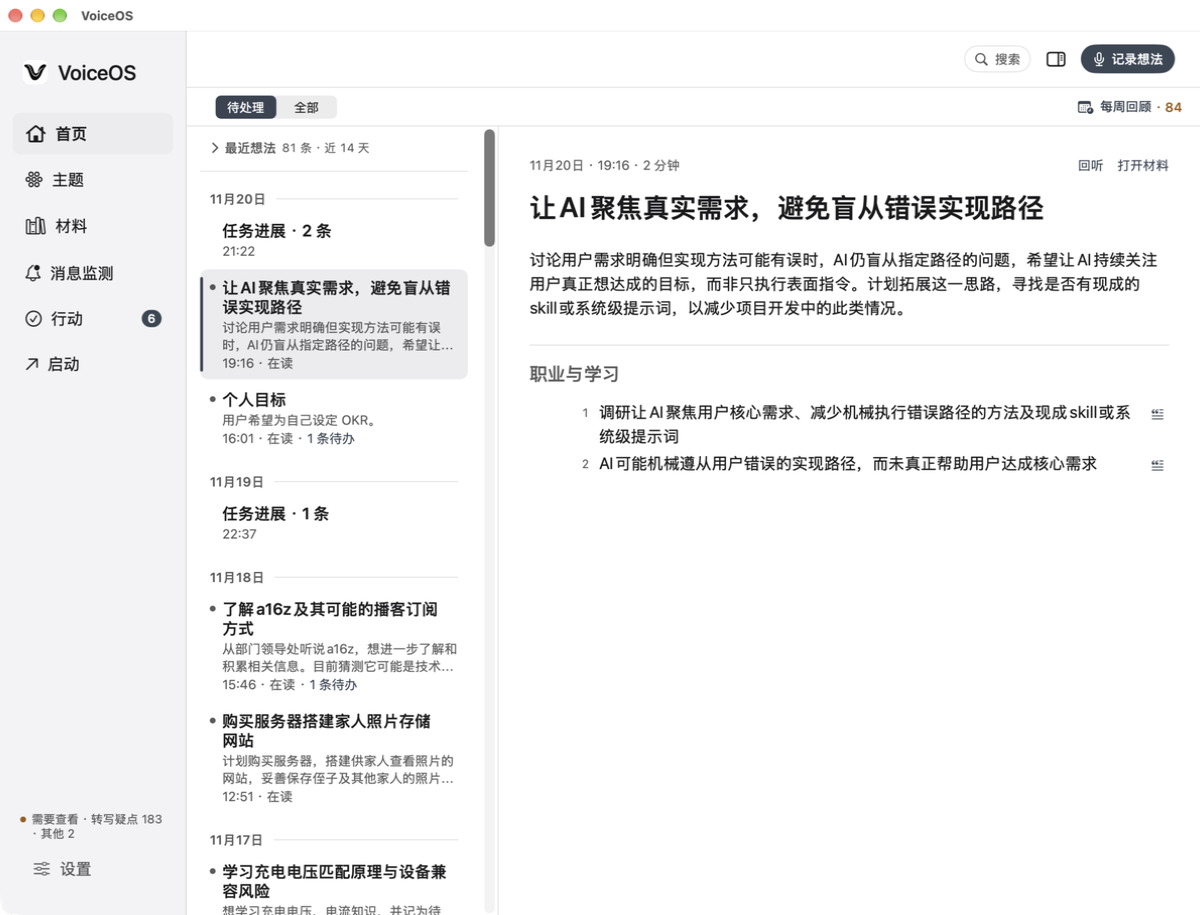 VoiceOS
VoiceOS
搜索
记录想法
首页
主题
材料
消息监测
行动
6
启动
需要查看 · 转写疑点 183
· 其他 2
设置
待处理
全部
每周回顾 · 84
最近想法 81 条 · 近 14 天
11月20日
任务进展 · 2 条
21:22
让AI聚焦真实需求，避免盲从错
误实现路径
讨论用户需求明确但实现方法可能有误
时，AI仍盲从指定路径的问题，希望让…
19:16 · 在读
个人目标
用户希望为自己设定 OKR。
16:01 · 在读 · 1 条待办
11月19日
任务进展 · 1 条
22:37
11月18日
了解a16z及其可能的播客订阅
方式
从部门领导处听说a16z，想进一步了解和
积累相关信息。目前猜测它可能是技术…
15:46 · 在读 · 1 条待办
购买服务器搭建家人照片存储
网站
计划购买服务器，搭建供家人查看照片的
网站，妥善保存侄子及其他家人的照片…
12:51 · 在读
11月17日
学习充电电压匹配原理与设备兼
容风险
想学习充电电压、电流知识，并记为待
11月20日 · 19:16 · 2 分钟
回听
打开材料
让AI聚焦真实需求，避免盲从错误实现路径
讨论用户需求明确但实现方法可能有误时，AI仍盲从指定路径的问题，希望让AI持续关注
用户真正想达成的目标，而非只执行表面指令。计划拓展这一思路，寻找是否有现成的
skill或系统级提示词，以减少项目开发中的此类情况。
职业与学习
1 调研让AI聚焦用户核心需求、减少机械执行错误路径的方法及现成skill或系
统级提示词
2 AI可能机械遵从用户错误的实现路径，而未真正帮助用户达成核心需求